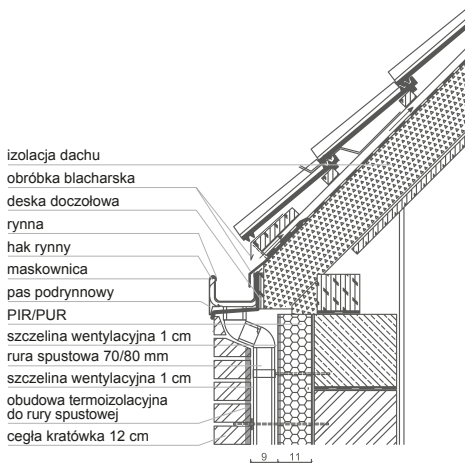 izolacja dachu
obróbka blacharska
deska doczołowa
rynna
hak rynny
maskownica
pas podrynnowy
PIR/PUR
szczelina wentylacyjna 1 cm
rura spustowa 70/80 mm
szczelina wentylacyjna 1 cm
obudowa termoizolacyjna
do rury spustowej
cegła kratówka 12 cm
9 11